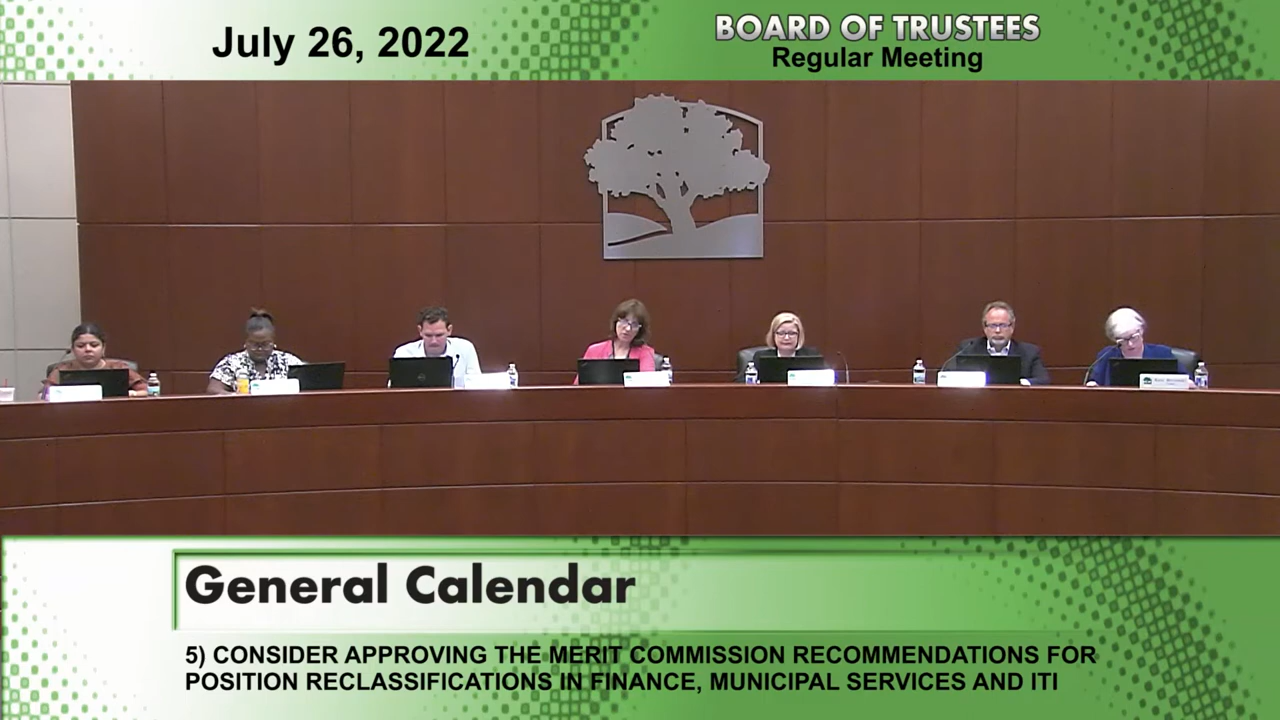 July 26, 2022
BOARD OF TRUSTEES
Regular Meeting
General Calendar
5) CONSIDER APPROVING THE MERIT COMMISSION RECOMMENDATIONS FOR
POSITION RECLASSIFICATIONS IN FINANCE, MUNICIPAL SERVICES AND ITI